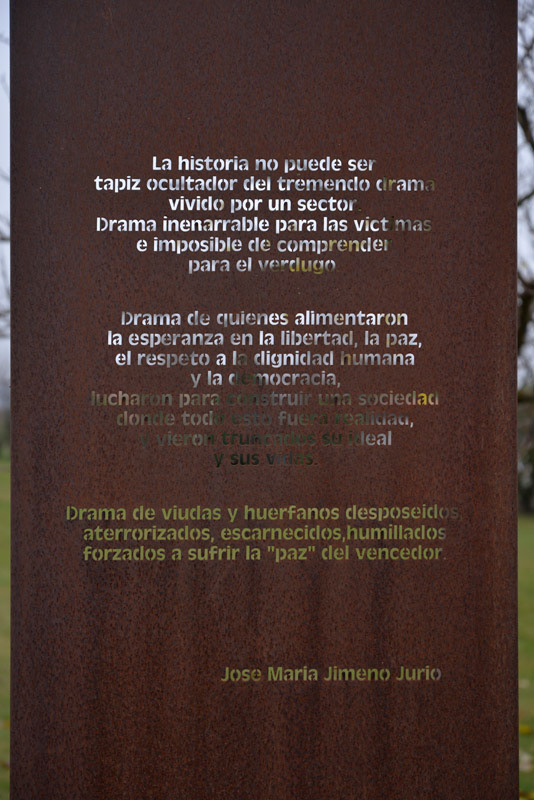 La historia no puede ser
tapiz ocultador del tremendo drama
vivido por un sector.
Drama inenarrable para las victimas
e imposible de comprender
para el verdugo.
Drama de quienes alimentaron
la esperanza en la libertad, la paz,
el respeto a la dignidad humana
y la democracia,
lucharon para construir una sociedad
donde todo esto fuera realidad,
y vieron truncados su ideal
y sus vidas.
Drama de viudas y huerfanos desposeidos,
aterrorizados, escarnecidos,humillados
forzados a sufrir la "paz" del vencedor.
Jose Maria Jimeno Jurio